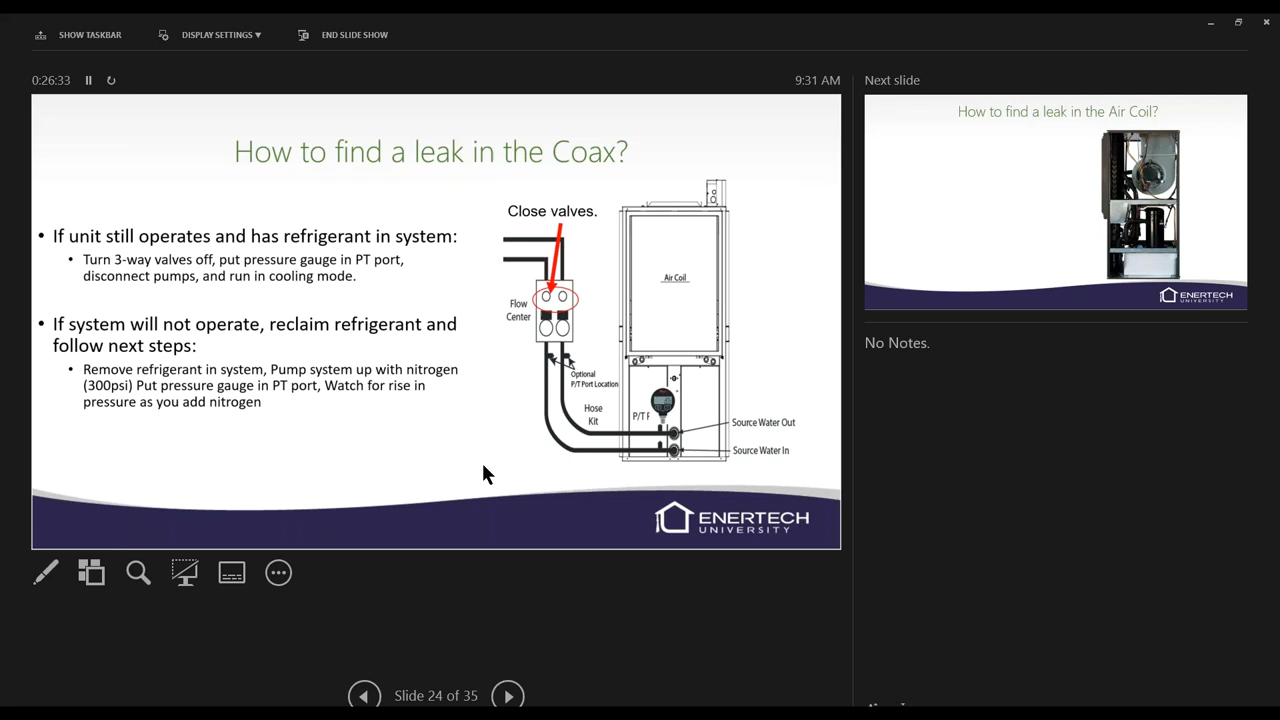 SHOW TASKBAR
DISPLAY SETTINGS ▼
END SLIDE SHOW
0:26:33
9:31 AM
How to find a leak in the Coax?
• If unit still operates and has refrigerant in system:
• Turn 3-way valves off, put pressure gauge in PT port,
disconnect pumps, and run in cooling mode.
• If system will not operate, reclaim refrigerant and
follow next steps:
• Remove refrigerant in system, Pump system up with nitrogen
(300psi) Put pressure gauge in PT port, Watch for rise in
pressure as you add nitrogen
Close valves.
Air Coil
Flow
Center
Optional
P/T Port Location
Hose
Kit
P/T
Source Water Out
Source Water In
ENERTECH
UNIVERSITY
Next slide
How to find a leak in the Air Coil?
ENERTECH
UNIVERSITY
No Notes.
Slide 24 of 35